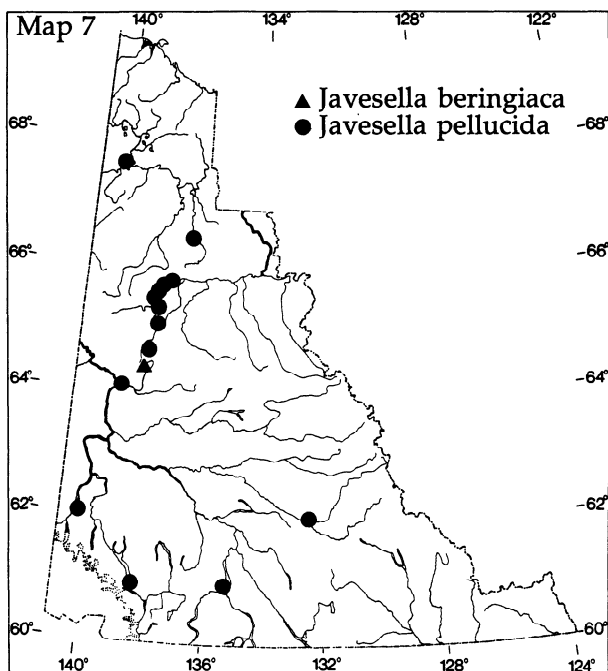 Map 7
140° 134° 128° 122°
▲ Javesella beringiaca
● Javesella pellucida
68° -68°
66° -66°
64° -64°
62° -62°
60° -60°
140° 136° 132° 128° 124°